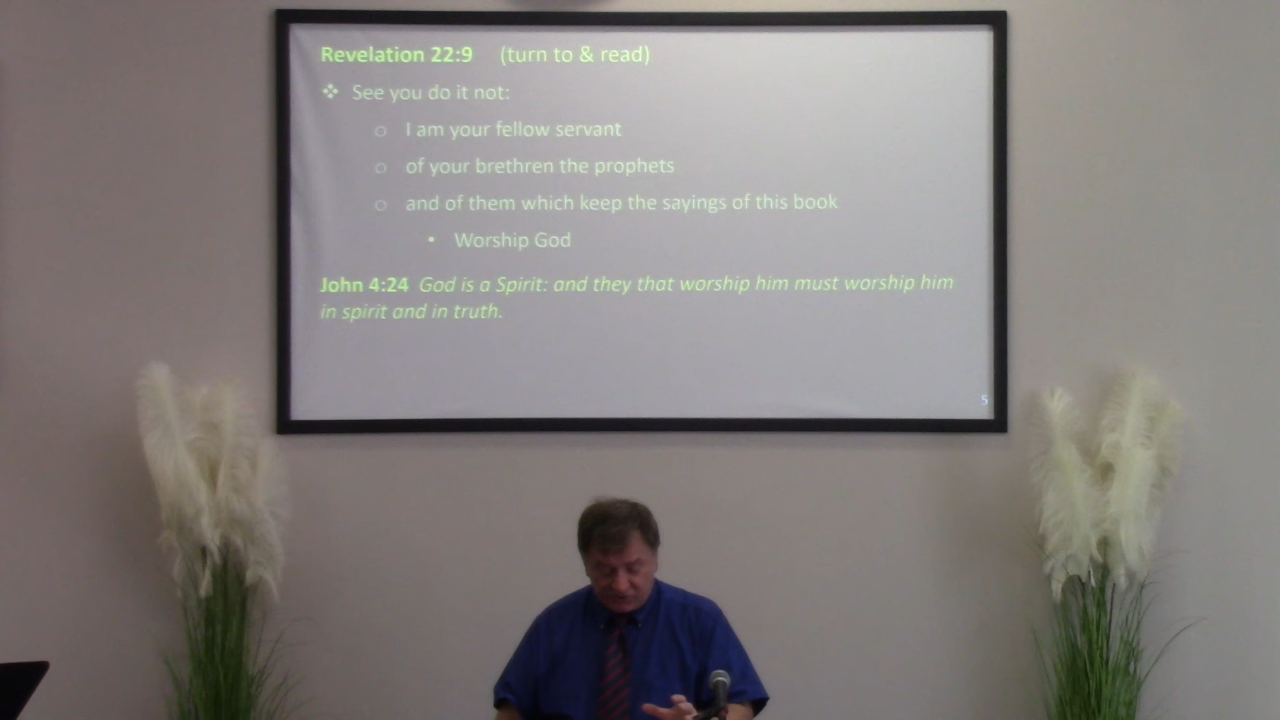 Revelation 22:9 (turn to & read)
❖ See you do it not:
o I am your fellow servant
o of your brethren the prophets
o and of them which keep the sayings of this book
• Worship God
John 4:24 God is a Spirit: and they that worship him must worship him
in spirit and in truth.
5